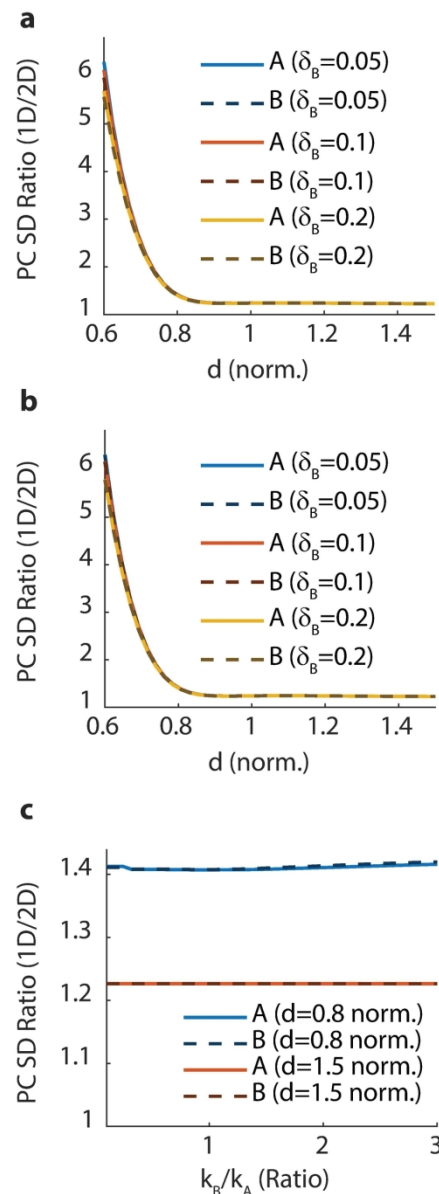 a
PC SD Ratio (1D/2D)
6
5
4
3
2
1
A (δB=0.05)
B (δB=0.05)
A (δB=0.1)
B (δB=0.1)
A (δB=0.2)
B (δB=0.2)
0.6 0.8 1 1.2 1.4
d (norm.)
b
PC SD Ratio (1D/2D)
6
5
4
3
2
1
A (δB=0.05)
B (δB=0.05)
A (δB=0.1)
B (δB=0.1)
A (δB=0.2)
B (δB=0.2)
0.6 0.8 1 1.2 1.4
d (norm.)
c
PC SD Ratio (1D/2D)
1.4
1.3
1.2
1.1
1
A (d=0.8 norm.)
B (d=0.8 norm.)
A (d=1.5 norm.)
B (d=1.5 norm.)
1 2 3
kB/kA (Ratio)